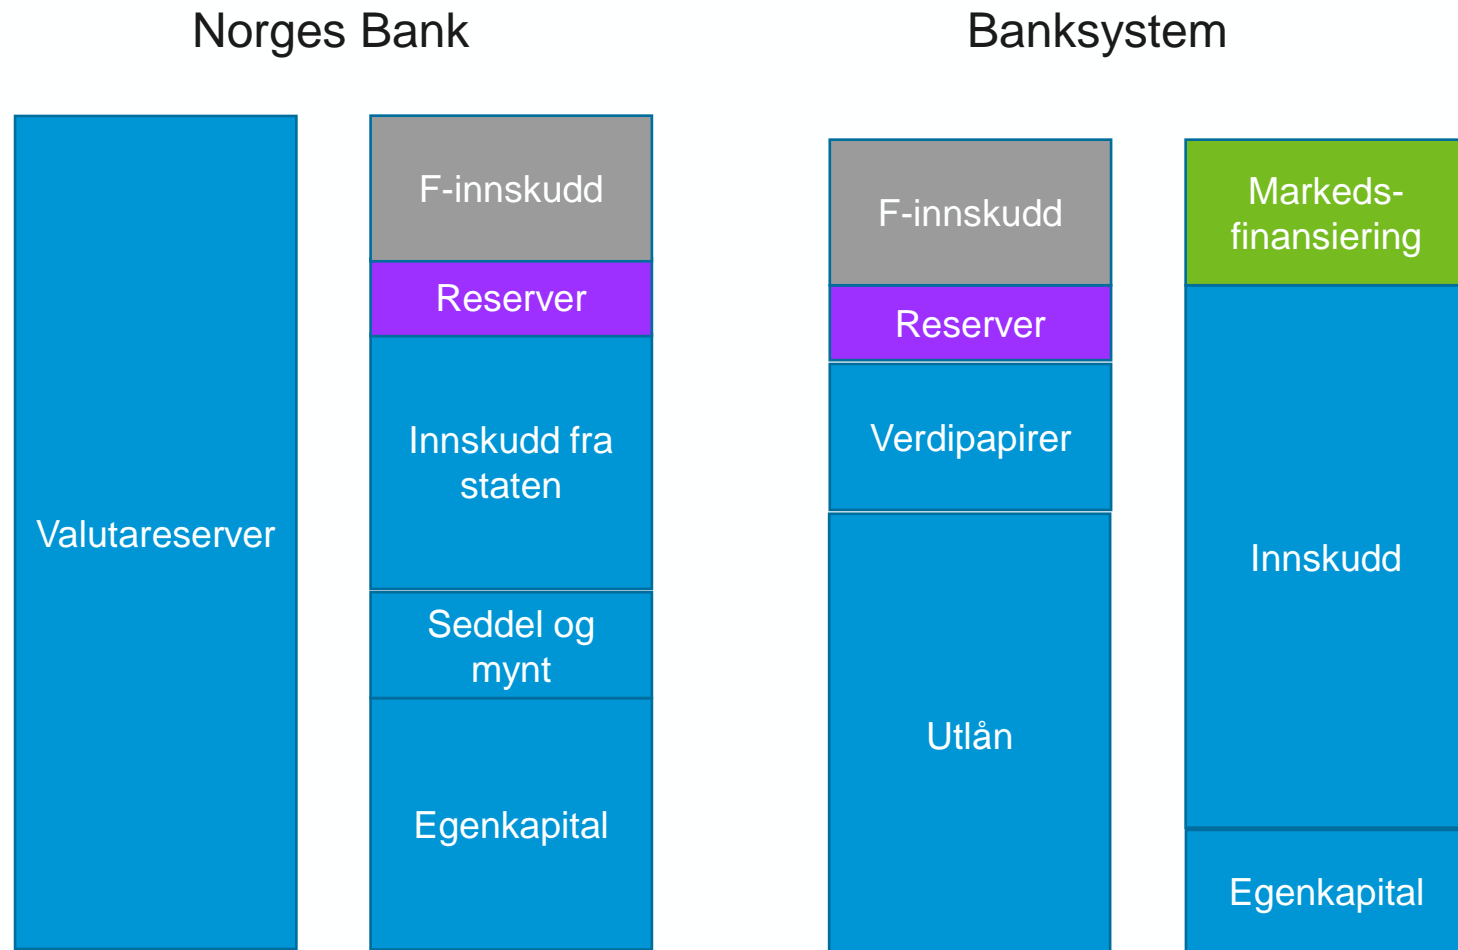 Norges Bank
Banksystem
Valutareserver
F-innskudd
Reserver
Innskudd fra
staten
Seddel og
mynt
Egenkapital
F-innskudd
Reserver
Verdipapirer
Utlån
Markeds-
finansiering
Innskudd
Egenkapital